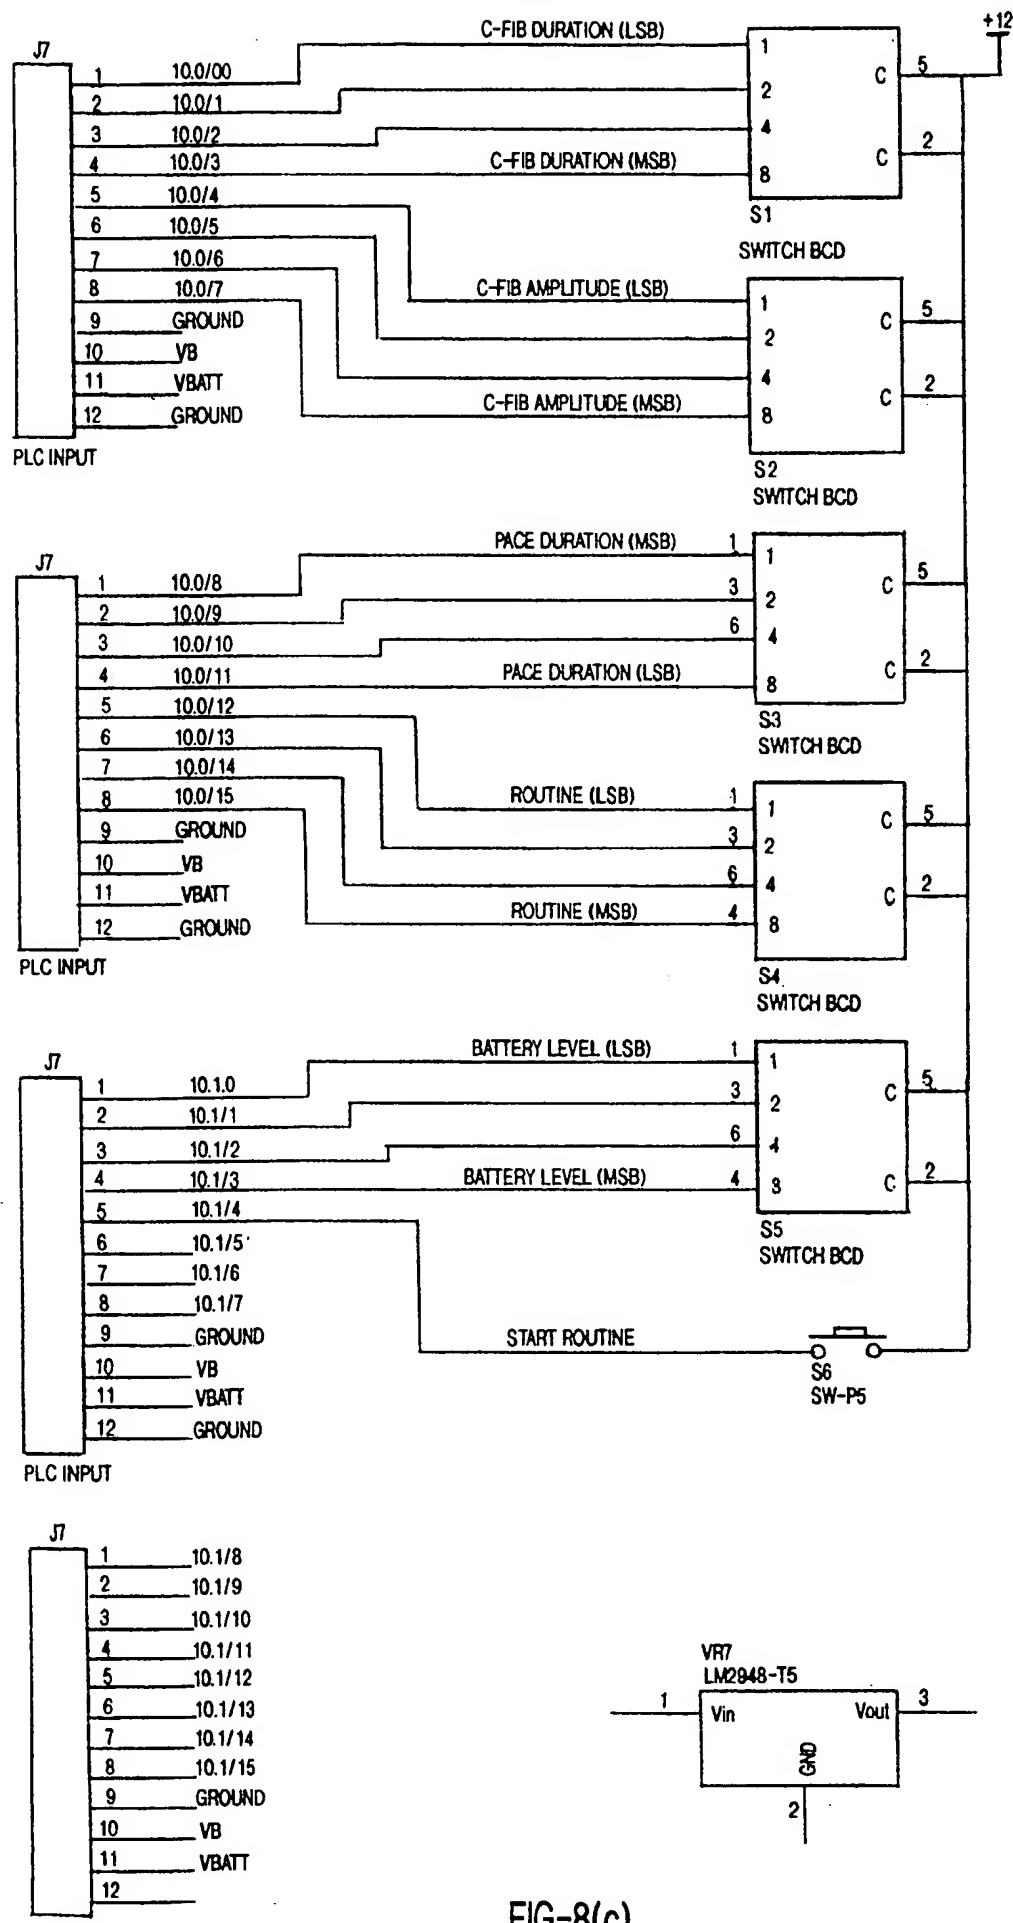 C-FIB DURATION (LSB)
+12
J7
1 10.0/00
2 10.0/1
3 10.0/2
4 10.0/3 C-FIB DURATION (MSB)
5 10.0/4
6 10.0/5
7 10.0/6
8 10.0/7
9 GROUND
10 VB
11 VBATT
12 GROUND
PLC INPUT
1
2
4
8
C 5
C 2
S1
SWITCH BCD
C-FIB AMPLITUDE (LSB)
C-FIB AMPLITUDE (MSB)
1
2
4
8
C 5
C 2
S2
SWITCH BCD
J7
1 10.0/8
2 10.0/9
3 10.0/10
4 10.0/11
5 10.0/12
6 10.0/13
7 10.0/14
8 10.0/15
9 GROUND
10 VB
11 VBATT
12 GROUND
PLC INPUT
PACE DURATION (MSB) 1 1
3 2
6 4
PACE DURATION (LSB) 8
C 5
C 2
S3
SWITCH BCD
ROUTINE (LSB) 1 1
3 2
6 4
ROUTINE (MSB) 4 8
C 5
C 2
S4
SWITCH BCD
J7
1 10.1.0
2 10.1/1
3 10.1/2
4 10.1/3
5 10.1/4
6 10.1/5
7 10.1/6
8 10.1/7
9 GROUND
10 VB
11 VBATT
12 GROUND
PLC INPUT
BATTERY LEVEL (LSB) 1 1
3 2
6 4
BATTERY LEVEL (MSB) 4 3
C 5
C 2
S5
SWITCH BCD
START ROUTINE
S6
SW-P5
J7
1 10.1/8
2 10.1/9
3 10.1/10
4 10.1/11
5 10.1/12
6 10.1/13
7 10.1/14
8 10.1/15
9 GROUND
10 VB
11 VBATT
12
VR7
LM2948-T5
1 Vin Vout 3
GND
2
FIG-8(c)